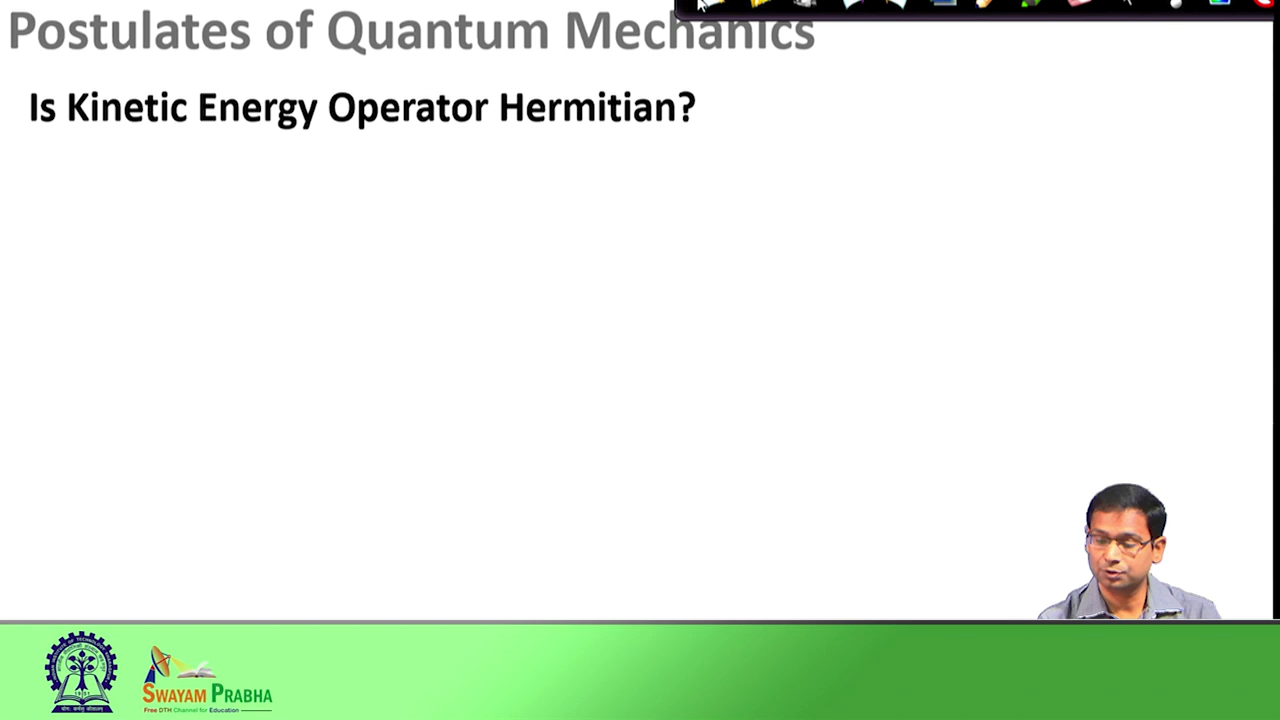 Postulates of Quantum Mechanics
Is Kinetic Energy Operator Hermitian?
SWAYAM PRABHA
Free DTH Channel for Education